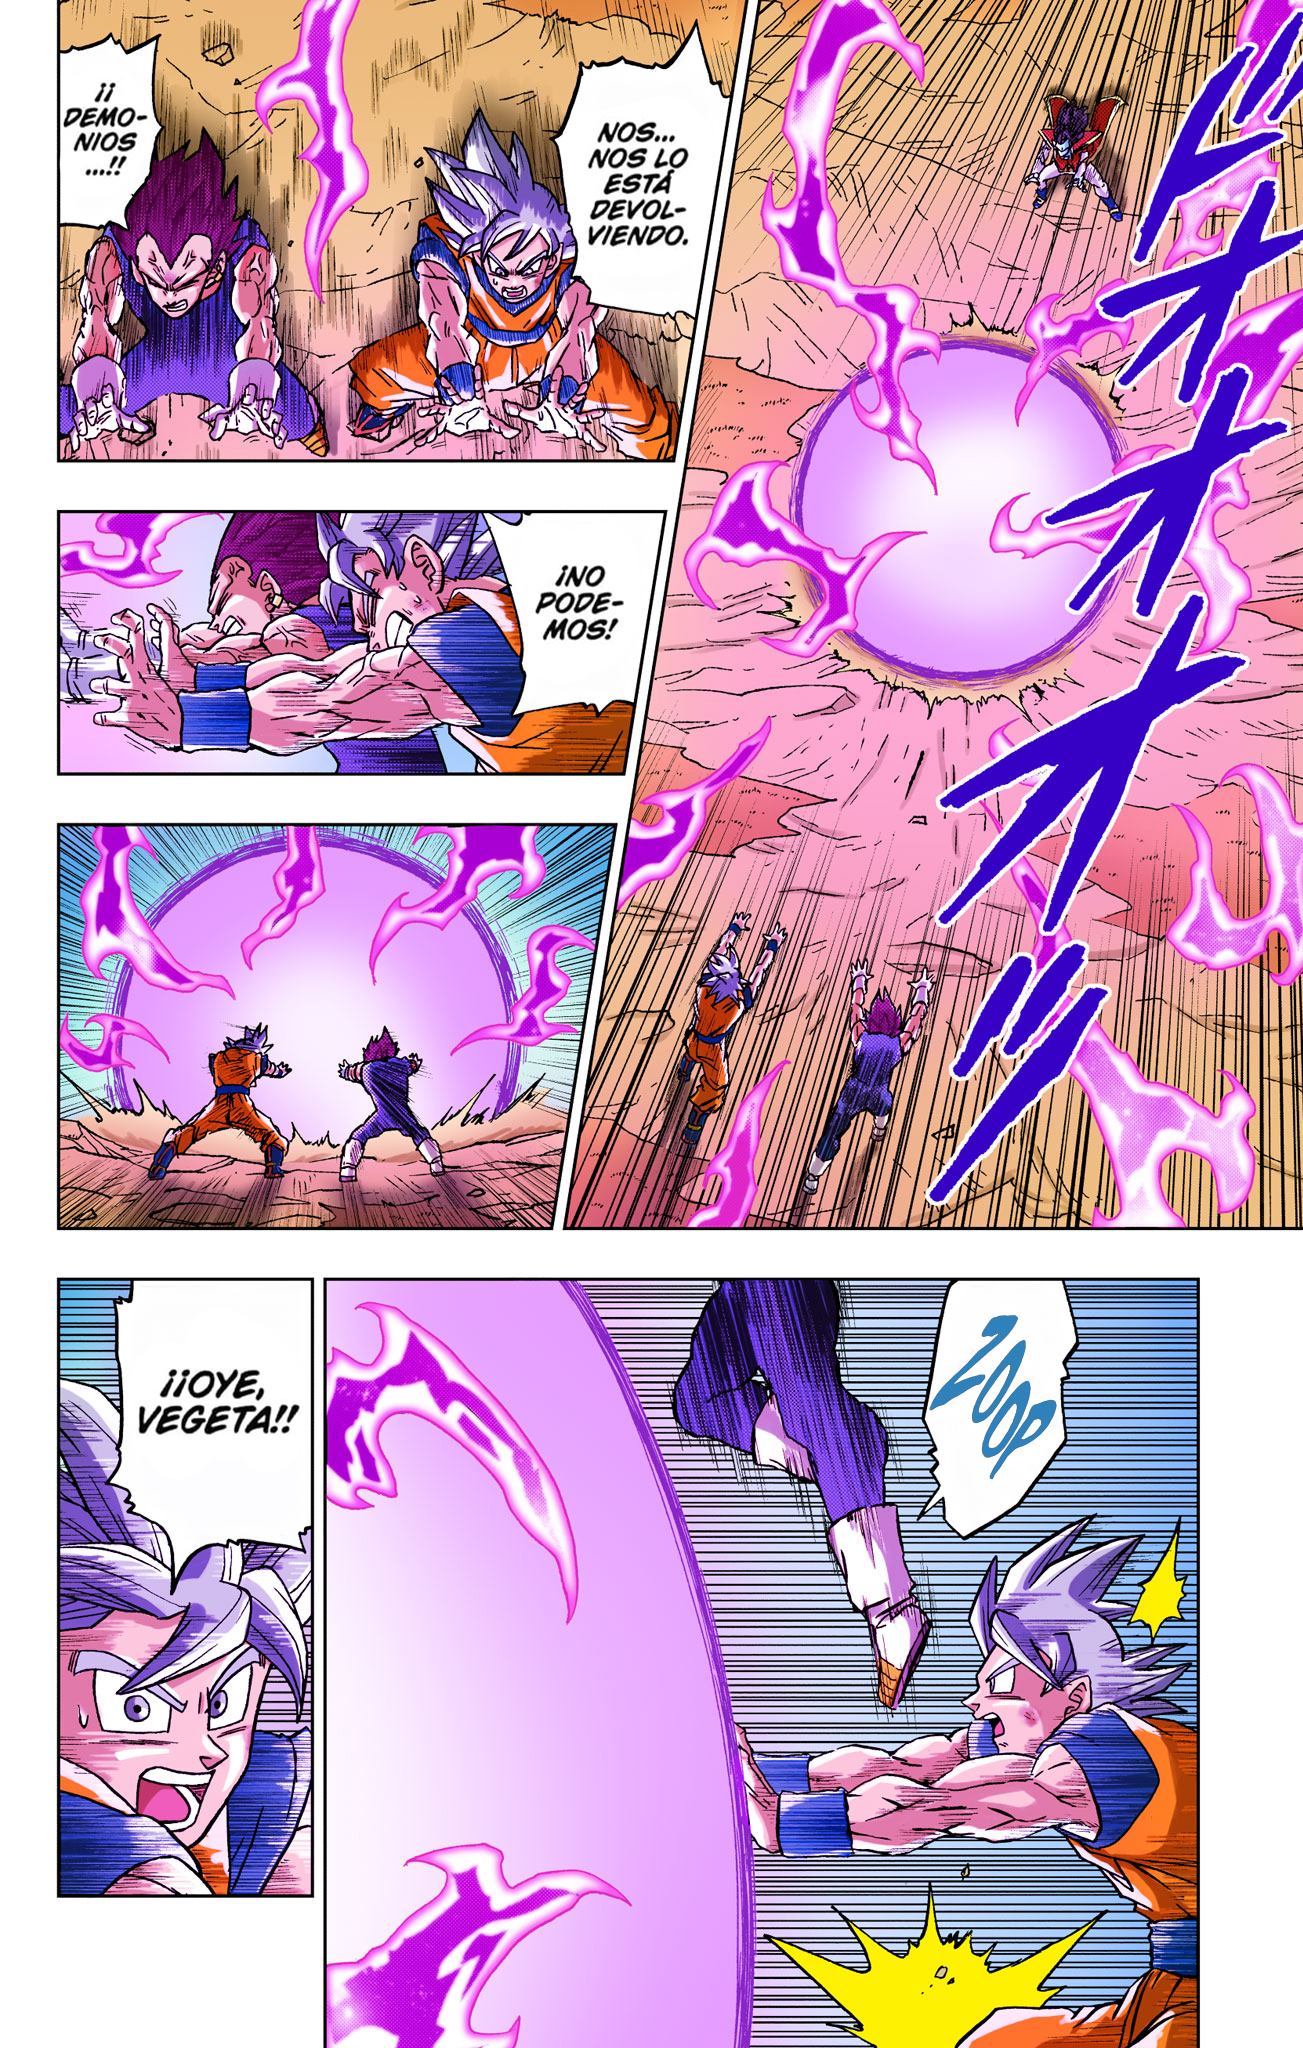 NOS...
NOS LO
ESTÁ
DEVOL-
VIENDO.
¡¡
DEMO-
NIOS
...!!
¡NO
PODE-
MOS!
ZOOP
¡¡OYE,
VEGETA!!